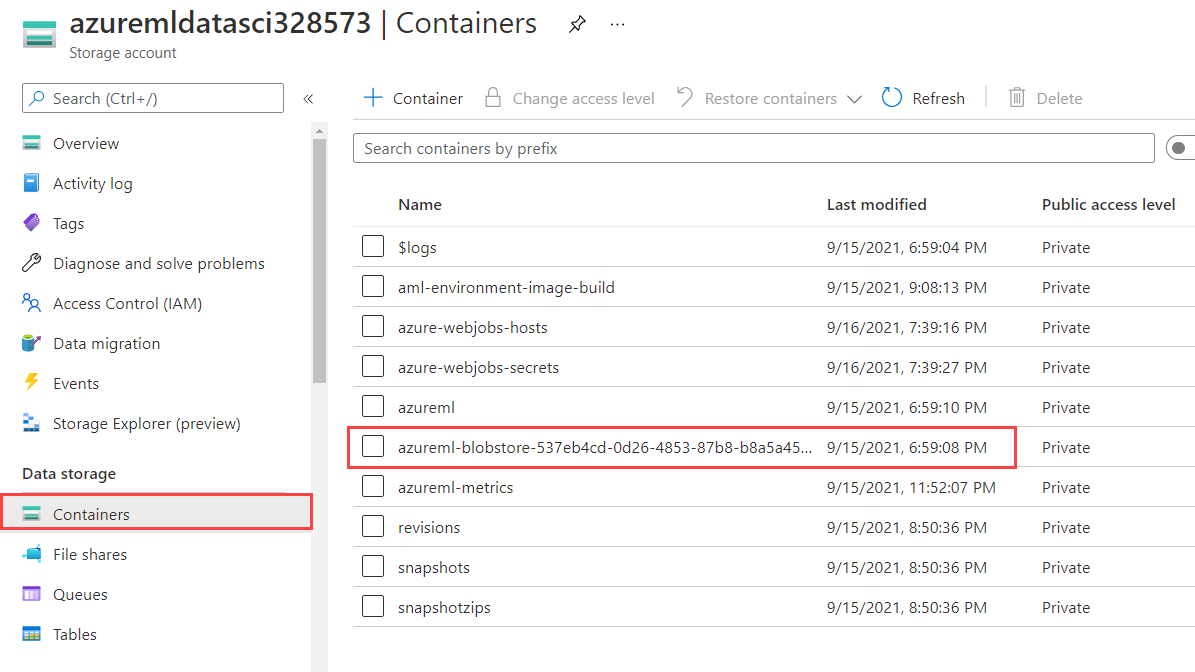 azuremldatasci328573 | Containers ...
Storage account
Search (Ctrl+/) «
Overview
Activity log
Tags
Diagnose and solve problems
Access Control (IAM)
Data migration
Events
Storage Explorer (preview)
Data storage
Containers
File shares
Queues
Tables
+ Container Change access level Restore containers Refresh | Delete
Search containers by prefix
Name Last modified Public access level
$logs 9/15/2021, 6:59:04 PM Private
aml-environment-image-build 9/15/2021, 9:08:13 PM Private
azure-webjobs-hosts 9/16/2021, 7:39:16 PM Private
azure-webjobs-secrets 9/16/2021, 7:39:27 PM Private
azureml 9/15/2021, 6:59:10 PM Private
azureml-blobstore-537eb4cd-0d26-4853-87b8-b8a5a45... 9/15/2021, 6:59:08 PM Private
azureml-metrics 9/15/2021, 11:52:07 PM Private
revisions 9/15/2021, 8:50:36 PM Private
snapshots 9/15/2021, 8:50:36 PM Private
snapshotzips 9/15/2021, 8:50:36 PM Private